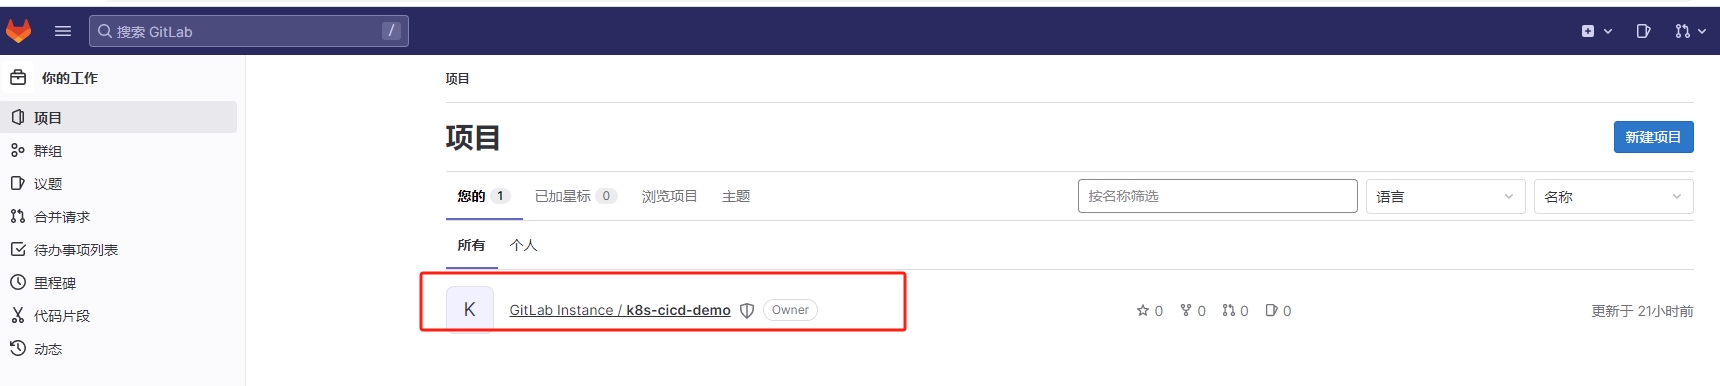 搜索 GitLab /
你的工作
项目
群组
议题
合并请求
待办事项列表
里程碑
代码片段
动态
项目
项目
新建项目
您的 1 已加星标 0 浏览项目 主题
按名称筛选 语言 名称
所有 个人
K GitLab Instance / k8s-cicd-demo Owner 0 0 0 0 更新于 21小时前